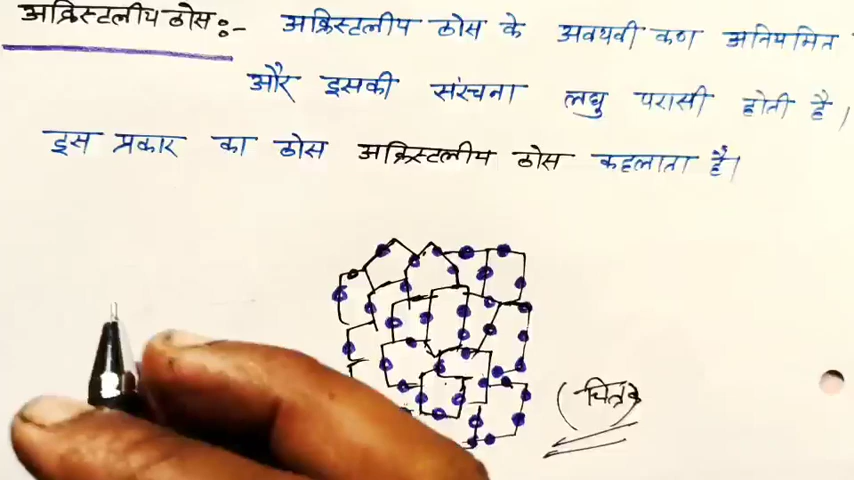 अक्रिस्टलीय ठोस:- अक्रिस्टलीय ठोस के अवयवी कण अनियमित
और इसकी संरचना लघु परासी होती है।
इस प्रकार का ठोस अक्रिस्टलीय ठोस कहलाता है।